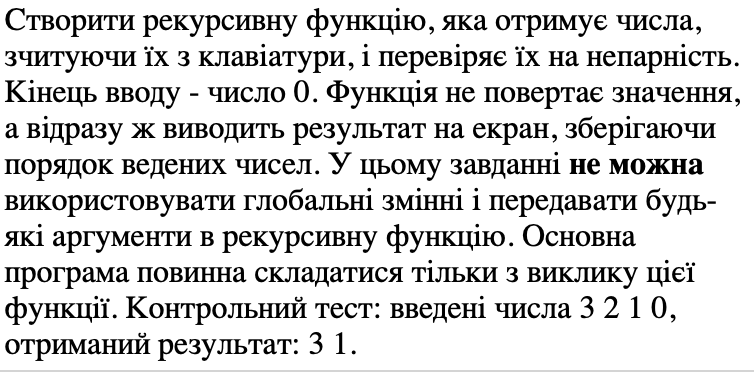 Створити рекурсивну функцію, яка отримує числа,
зчитуючи їх з клавіатури, і перевіряє їх на непарність.
Кінець вводу - число 0. Функція не повертає значення,
а відразу ж виводить результат на екран, зберігаючи
порядок ведених чисел. У цьому завданні не можна
використовувати глобальні змінні і передавати будь-
які аргументи в рекурсивну функцію. Основна
програма повинна складатися тільки з виклику цієї
функції. Контрольний тест: введені числа 3 2 1 0,
отриманий результат: 3 1.